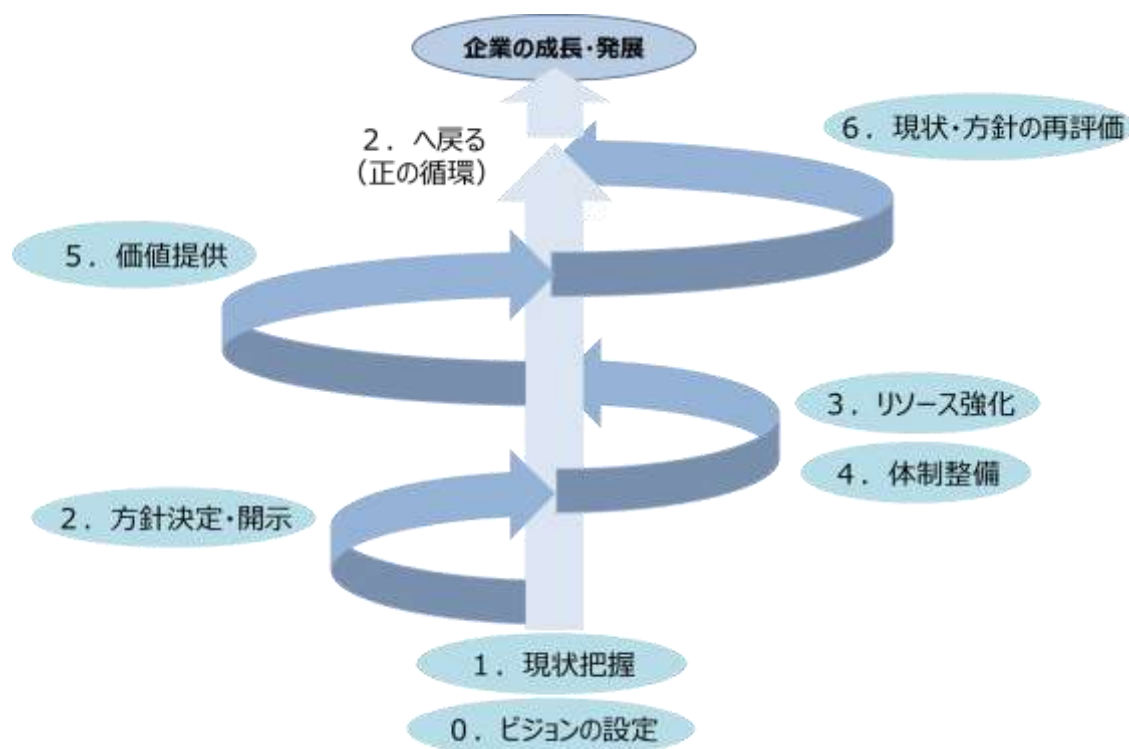 企業の成長・発展
2．へ戻る
（正の循環）
6．現状・方針の再評価
5．価値提供
3．リソース強化
4．体制整備
2．方針決定・開示
1．現状把握
0．ビジョンの設定